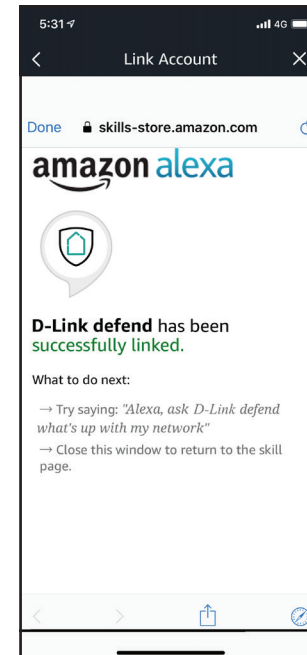 5:31
4G
Link Account
Done skills-store.amazon.com
amazon alexa
D-Link defend has been
successfully linked.
What to do next:
→ Try saying: "Alexa, ask D-Link defend
what's up with my network"
→ Close this window to return to the skill
page.